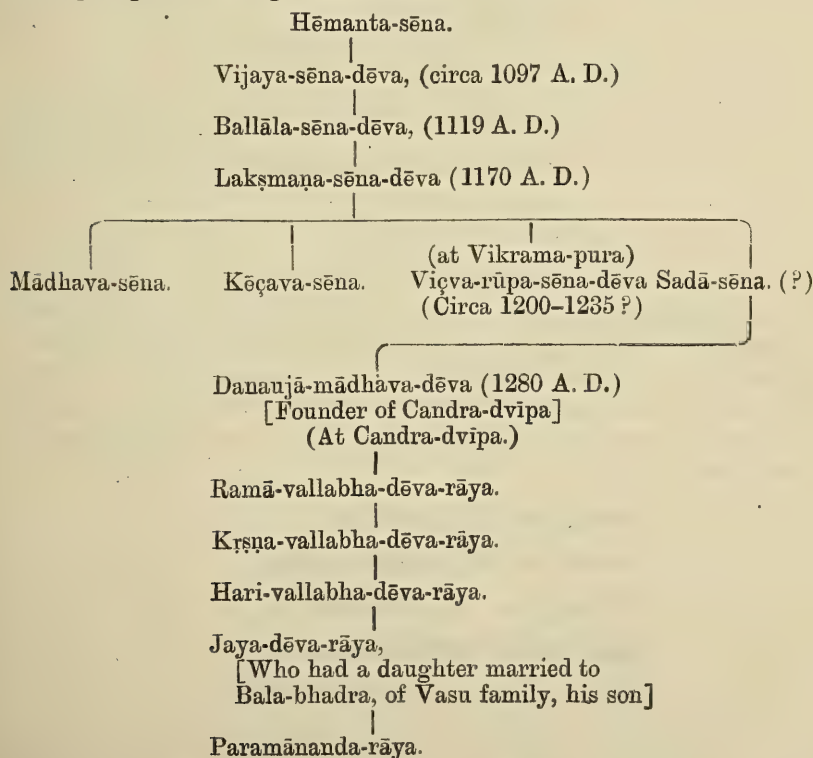 Hēmanta-sēna.
Vijaya-sēna-dēva, (circa 1097 A. D.)
Ballāla-sēna-dēva, (1119 A. D.)
Lakṣmaṇa-sēna-dēva (1170 A. D.)
(at Vikrama-pura)
Mādhava-sēna. Kēçava-sēna. Viçva-rūpa-sēna-dēva Sadā-sēna. (?)
(Circa 1200–1235 ?)
Danaujā-mādhava-dēva (1280 A. D.)
[Founder of Candra-dvīpa]
(At Candra-dvīpa.)
Ramā-vallabha-dēva-rāya.
Kṛṣṇa-vallabha-dēva-rāya.
Hari-vallabha-dēva-rāya.
Jaya-dēva-rāya,
[Who had a daughter married to
Bala-bhadra, of Vasu family, his son]
Paramānanda-rāya.